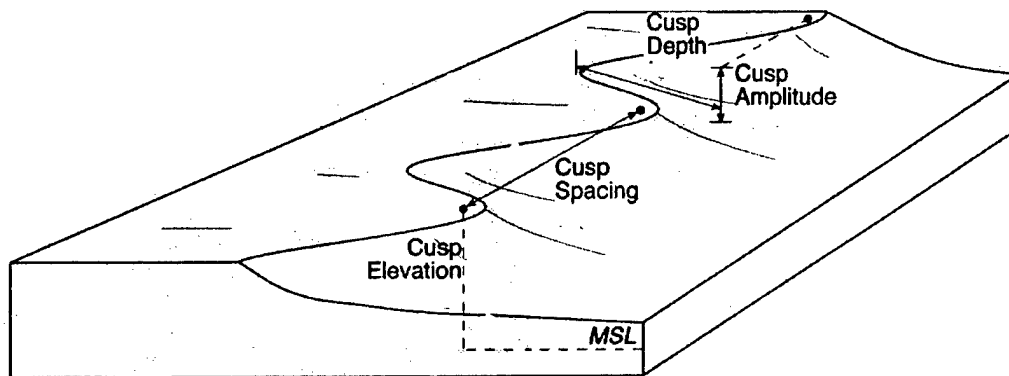 Cusp
Depth
Cusp
Amplitude
Cusp
Spacing
Cusp
Elevation
MSL